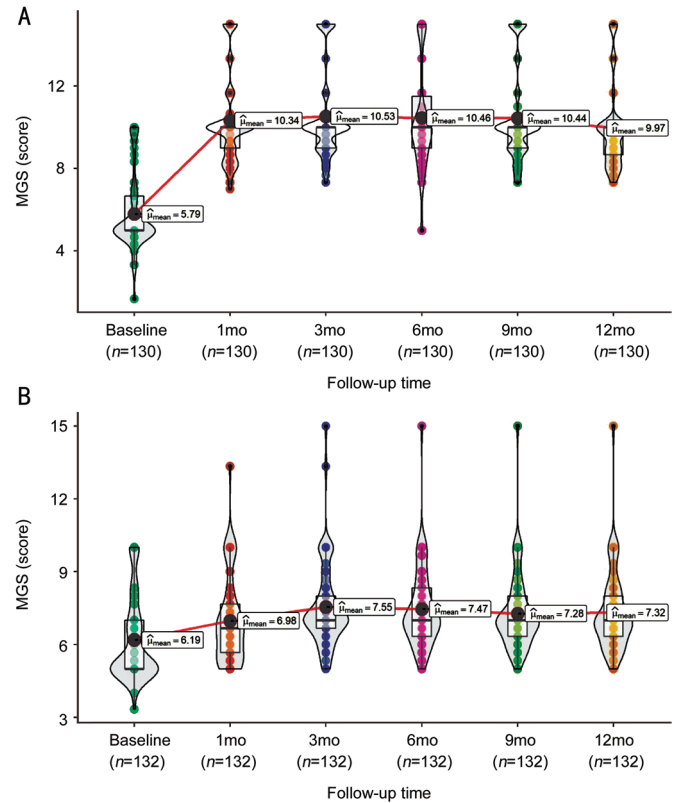 A
MGS (score)
12
8
4
μ̂mean = 5.79
μ̂mean = 10.34
μ̂mean = 10.53
μ̂mean = 10.46
μ̂mean = 10.44
μ̂mean = 9.97
Baseline 1mo 3mo 6mo 9mo 12mo
(n=130) (n=130) (n=130) (n=130) (n=130) (n=130)
Follow-up time
B
MGS (score)
15
12
9
6
3
μ̂mean = 6.19
μ̂mean = 6.98
μ̂mean = 7.55
μ̂mean = 7.47
μ̂mean = 7.28
μ̂mean = 7.32
Baseline 1mo 3mo 6mo 9mo 12mo
(n=132) (n=132) (n=132) (n=132) (n=132) (n=132)
Follow-up time